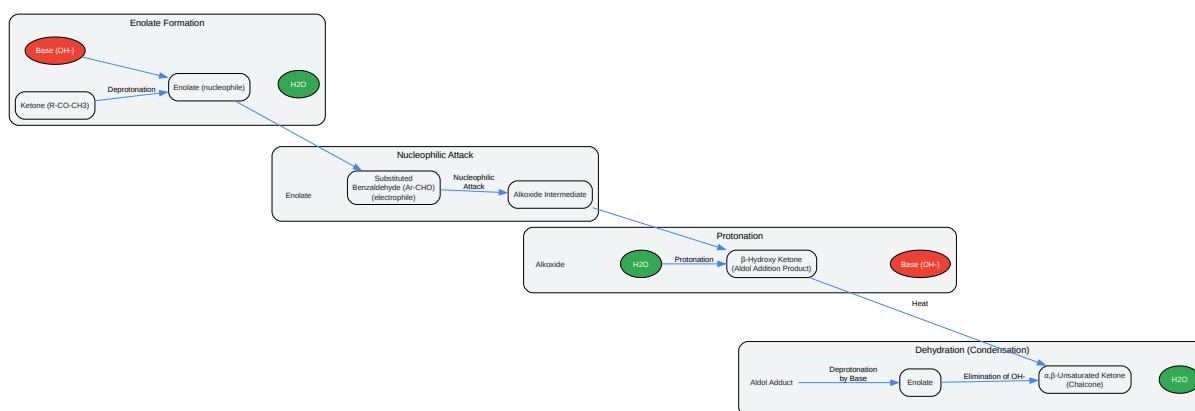 Enolate Formation
Base (OH-)
H2O
Enolate (nucleophile)
Deprotonation
Ketone (R-CO-CH3)
Nucleophilic Attack
Substituted
Benzaldehyde (Ar-CHO)
(electrophile)
Nucleophilic
Attack
Enolate
Alkoxide Intermediate
Protonation
Alkoxide
H2O
Protonation
β-Hydroxy Ketone
(Aldol Addition Product)
Base (OH-)
Heat
Dehydration (Condensation)
Aldol Adduct
Deprotonation
by Base
Enolate
Elimination of OH-
α,β-Unsaturated Ketone
(Chalcone)
H2O